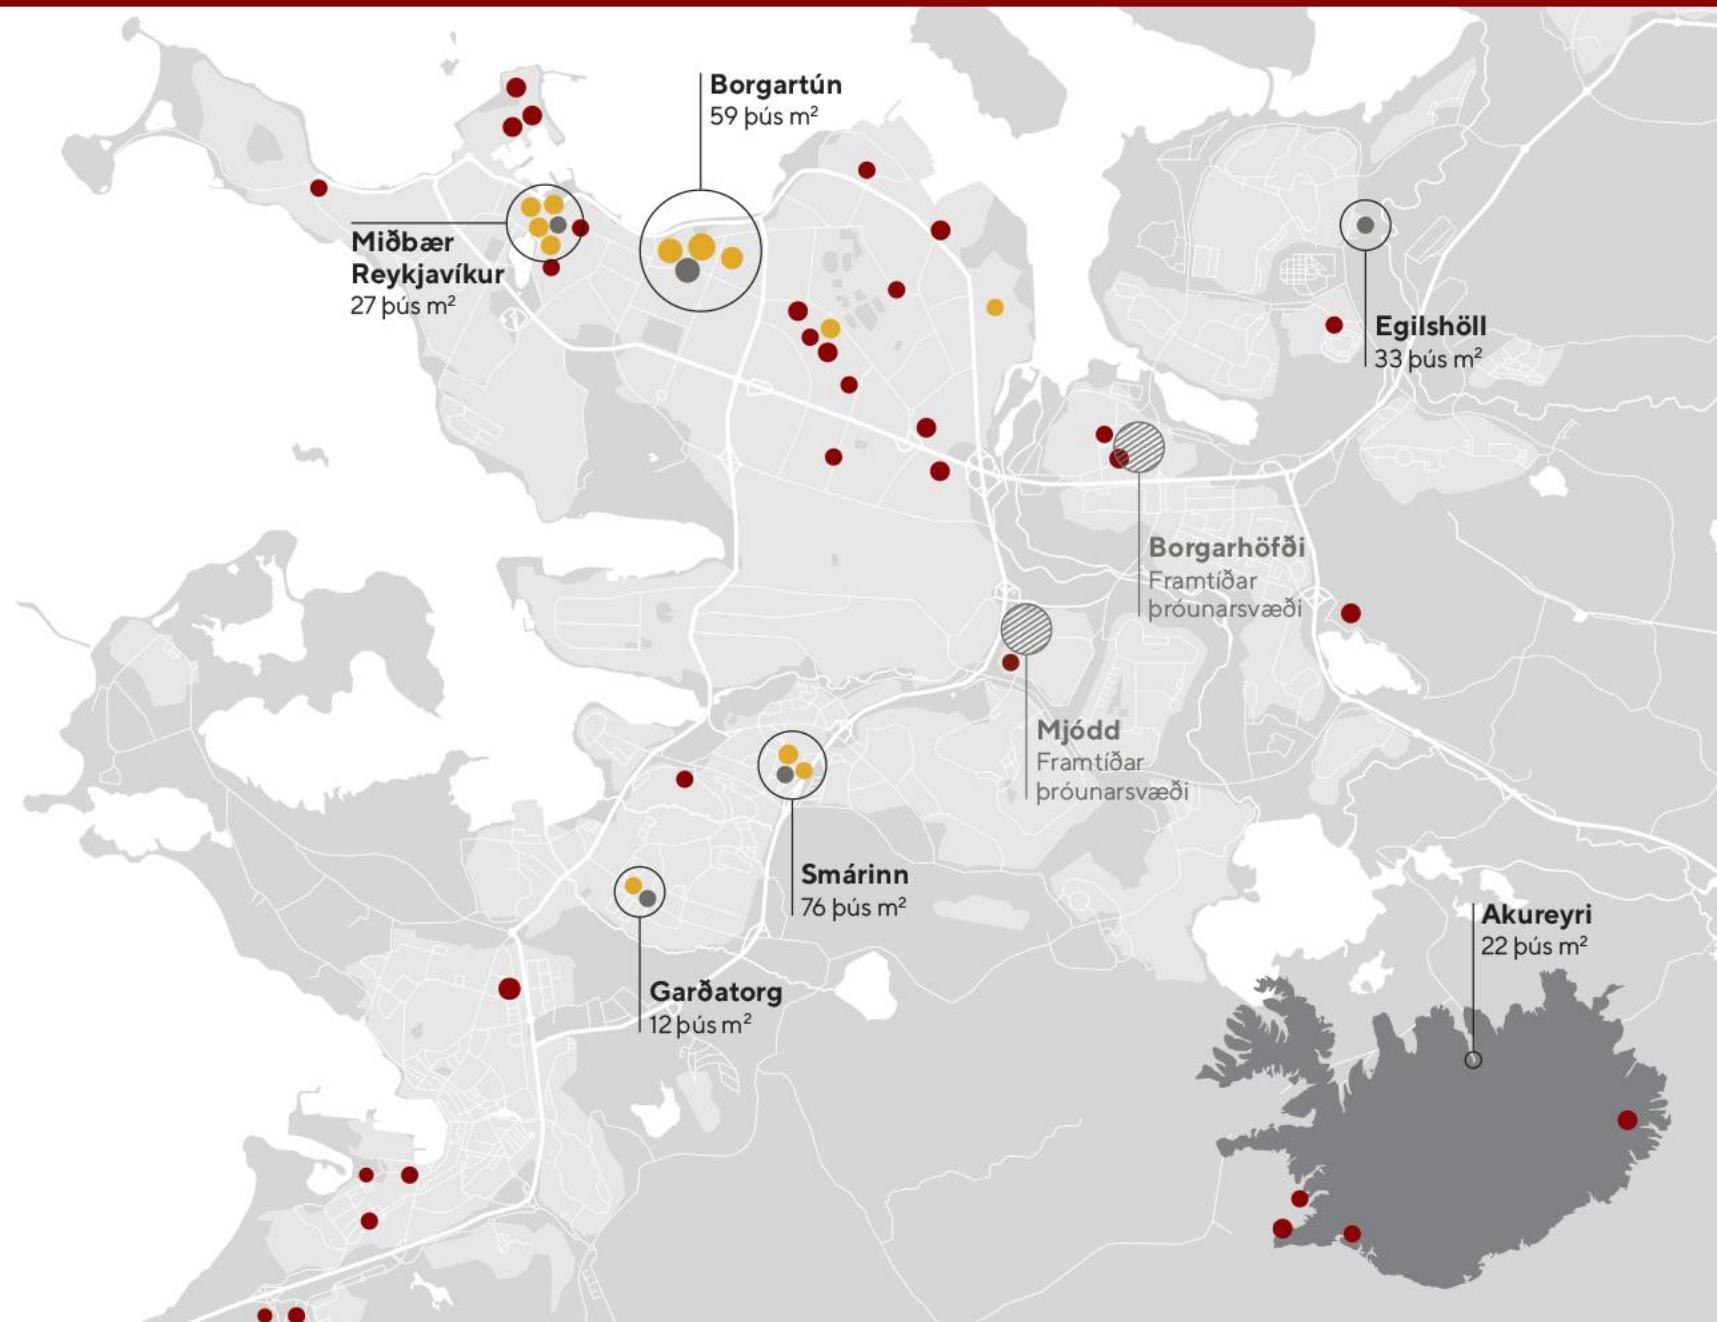 Borgartún
59 þús m²
Miðbær
Reykjavíkur
27 þús m²
Egilshöll
33 þús m²
Borgarhöfði
Framtíðar
þróunarsvæði
Mjódd
Framtíðar
þróunarsvæði
Smárinn
76 þús m²
Garðatorg
12 þús m²
Akureyri
22 þús m²